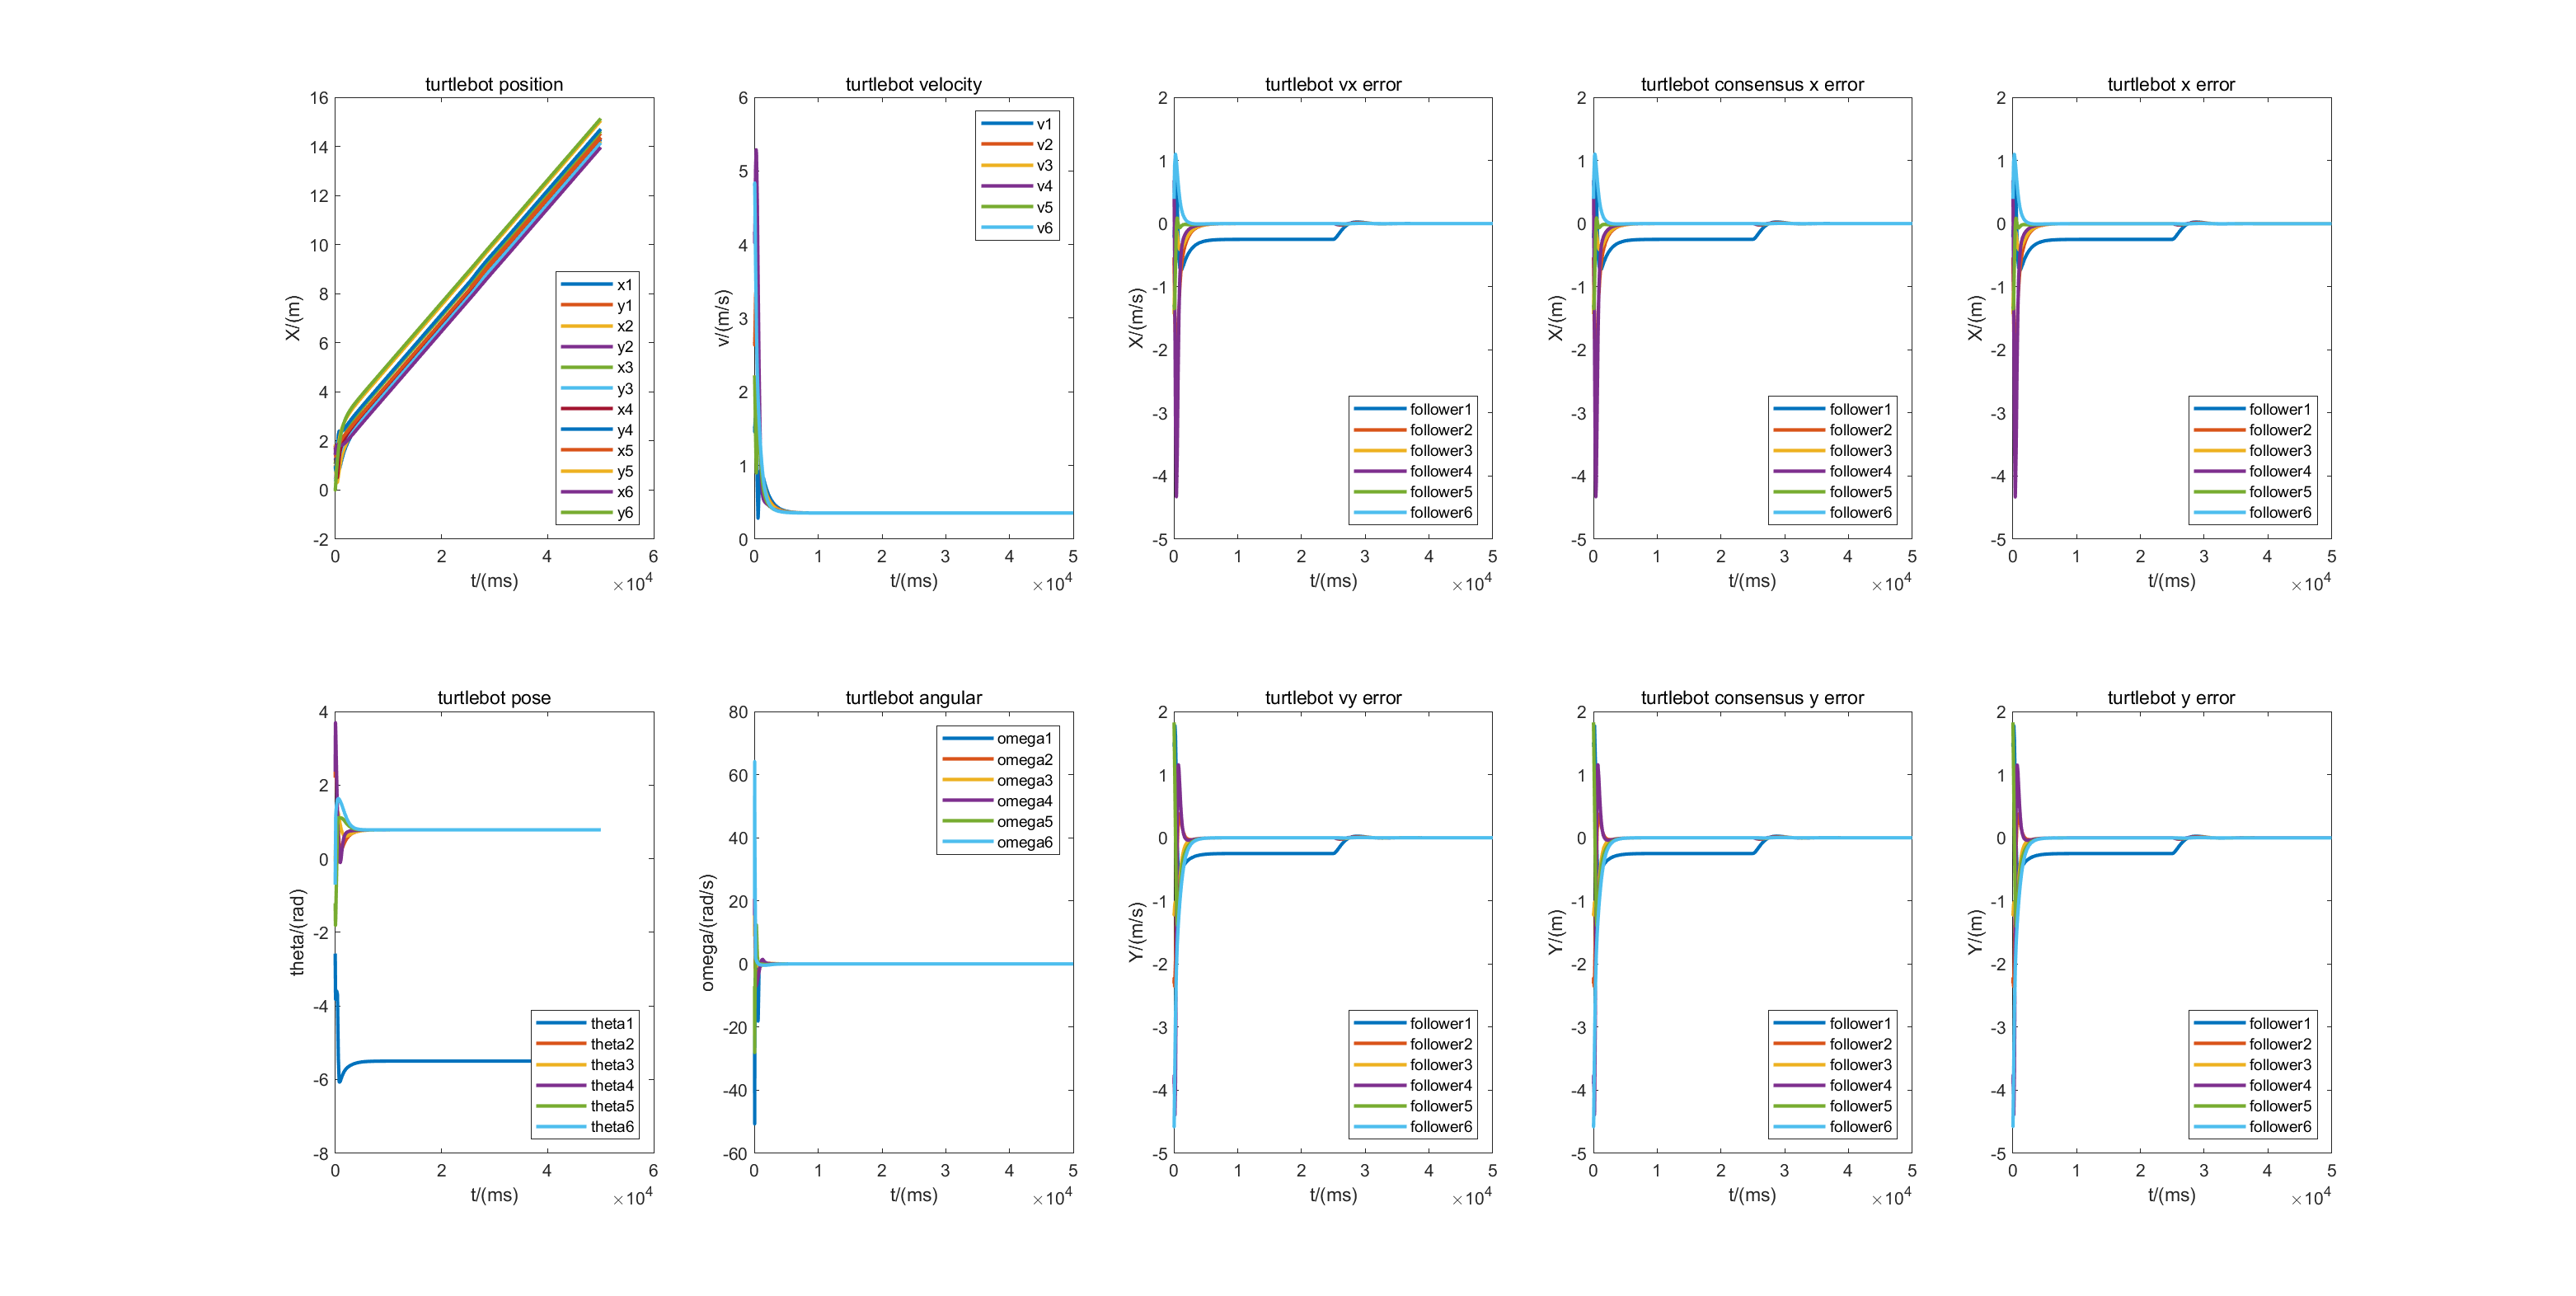 turtlebot position
16
14
12
10
8
6
4
2
0
-2
X/(m)
0 2 4 6
t/(ms)
×10^4
x1
y1
x2
y2
x3
y3
x4
y4
x5
y5
x6
y6
turtlebot velocity
6
5
4
3
2
1
0
v/(m/s)
0 1 2 3 4 5
t/(ms)
×10^4
v1
v2
v3
v4
v5
v6
turtlebot vx error
2
1
0
-1
-2
-3
-4
-5
X/(m/s)
0 1 2 3 4 5
t/(ms)
×10^4
follower1
follower2
follower3
follower4
follower5
follower6
turtlebot consensus x error
2
1
0
-1
-2
-3
-4
-5
X/(m)
0 1 2 3 4 5
t/(ms)
×10^4
follower1
follower2
follower3
follower4
follower5
follower6
turtlebot x error
2
1
0
-1
-2
-3
-4
-5
X/(m)
0 1 2 3 4 5
t/(ms)
×10^4
follower1
follower2
follower3
follower4
follower5
follower6
turtlebot pose
4
2
0
-2
-4
-6
-8
theta/(rad)
0 2 4 6
t/(ms)
×10^4
theta1
theta2
theta3
theta4
theta5
theta6
turtlebot angular
80
60
40
20
0
-20
-40
-60
omega/(rad/s)
0 1 2 3 4 5
t/(ms)
×10^4
omega1
omega2
omega3
omega4
omega5
omega6
turtlebot vy error
2
1
0
-1
-2
-3
-4
-5
Y/(m/s)
0 1 2 3 4 5
t/(ms)
×10^4
follower1
follower2
follower3
follower4
follower5
follower6
turtlebot consensus y error
2
1
0
-1
-2
-3
-4
-5
Y/(m)
0 1 2 3 4 5
t/(ms)
×10^4
follower1
follower2
follower3
follower4
follower5
follower6
turtlebot y error
2
1
0
-1
-2
-3
-4
-5
Y/(m)
0 1 2 3 4 5
t/(ms)
×10^4
follower1
follower2
follower3
follower4
follower5
follower6